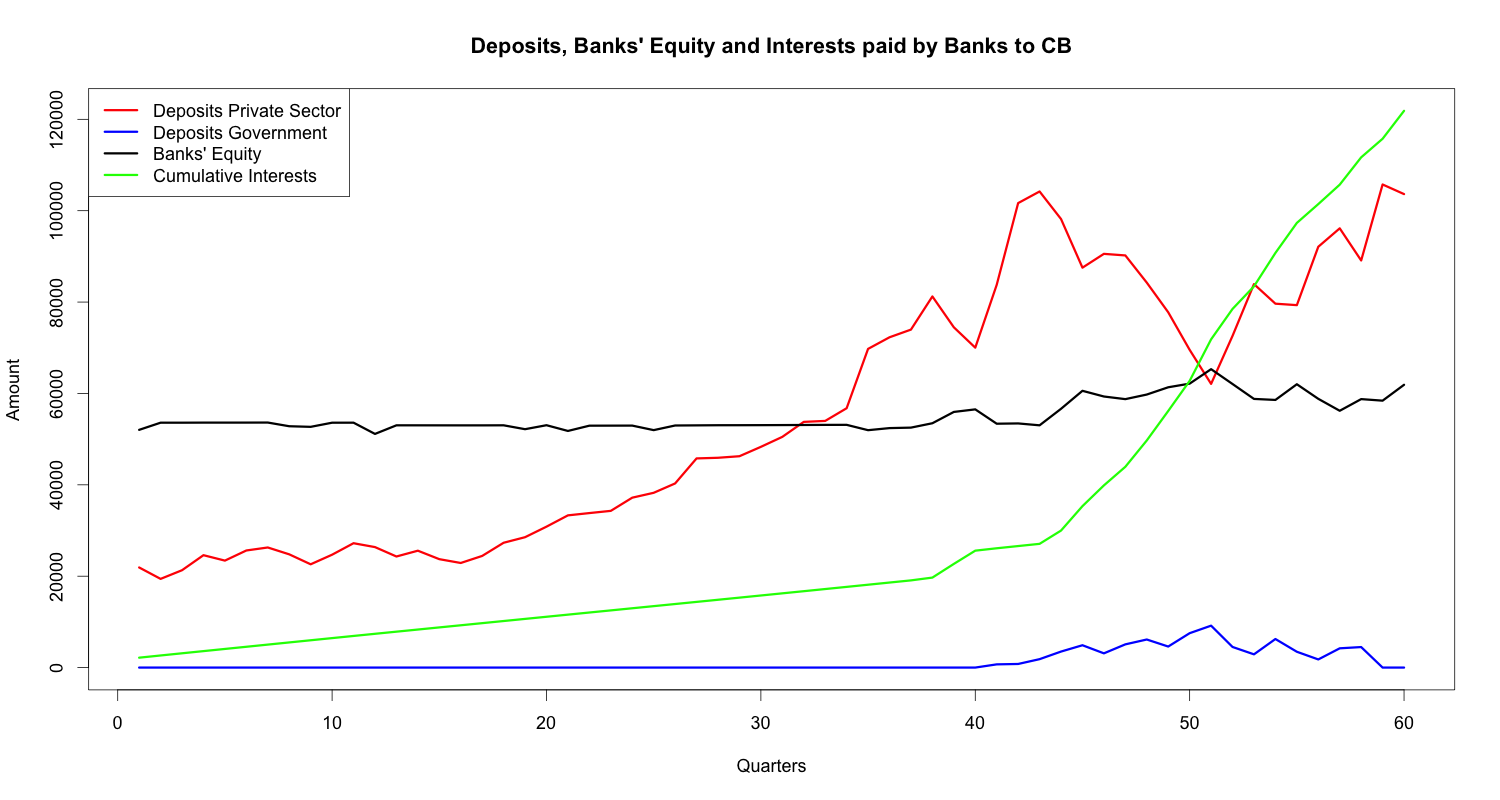 Deposits, Banks' Equity and Interests paid by Banks to CB
Deposits Private Sector
Deposits Government
Banks' Equity
Cumulative Interests
120000
100000
80000
60000
40000
20000
0
Amount
0 10 20 30 40 50 60
Quarters